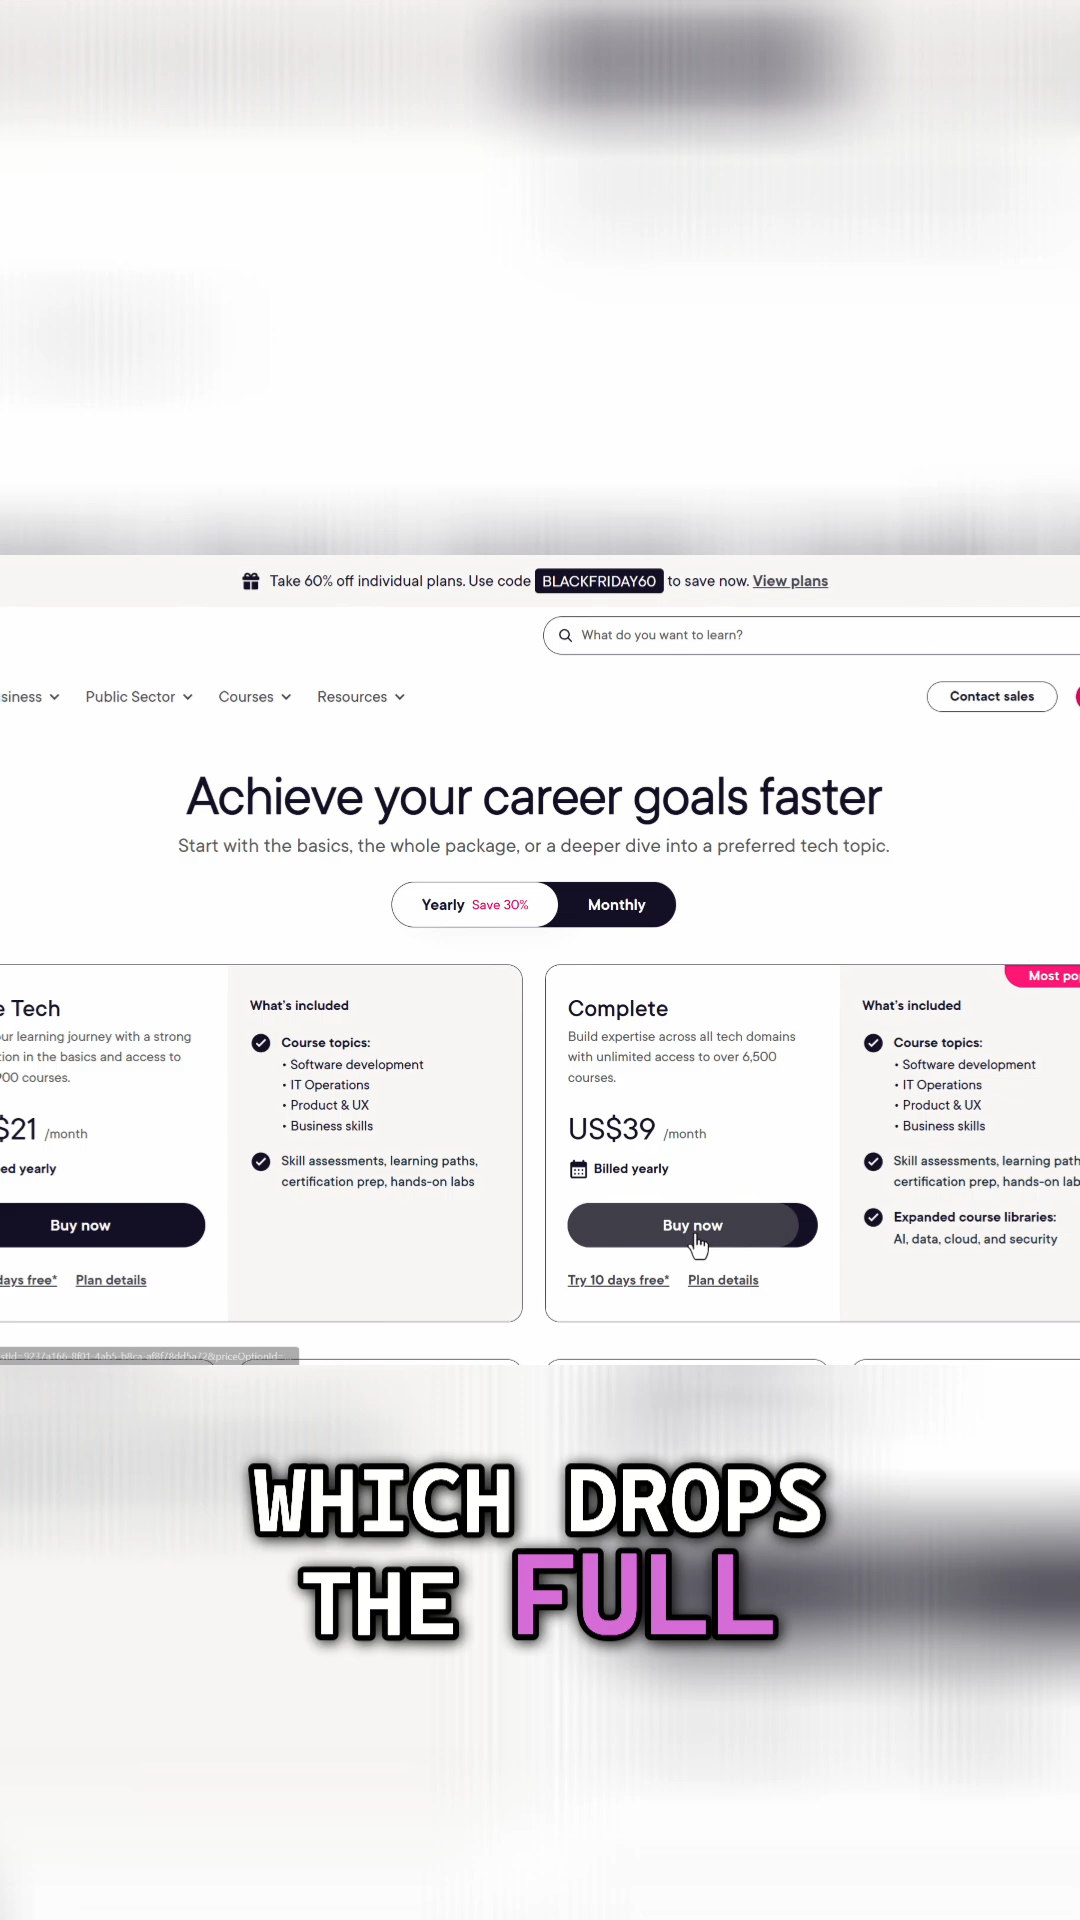 Take 60% off individual plans. Use code BLACKFRIDAY60 to save now. View plans
What do you want to learn?
siness
Public Sector
Courses
Resources
Contact sales
Achieve your career goals faster
Start with the basics, the whole package, or a deeper dive into a preferred tech topic.
Yearly Save 30%
Monthly
e Tech
our learning journey with a strong
tion in the basics and access to
00 courses.
$21 /month
ed yearly
Buy now
days free*
Plan details
What's included
Course topics:
• Software development
• IT Operations
• Product & UX
• Business skills
Skill assessments, learning paths,
certification prep, hands-on labs
Complete
Build expertise across all tech domains
with unlimited access to over 6,500
courses.
US$39 /month
Billed yearly
Buy now
Try 10 days free*
Plan details
Most po
What's included
Course topics:
• Software development
• IT Operations
• Product & UX
• Business skills
Skill assessments, learning path
certification prep, hands-on lab
Expanded course libraries:
AI, data, cloud, and security
WHICH DROPS
THE FULL